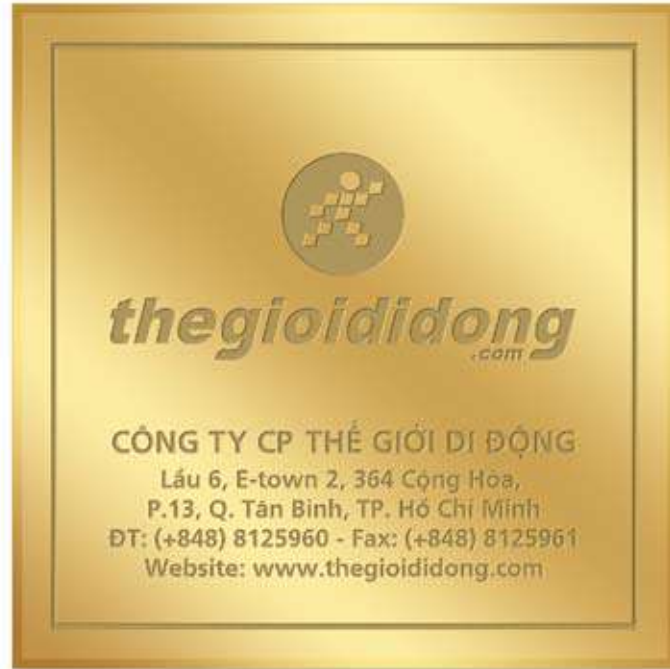 thegioididong
.com
CÔNG TY CP THẾ GIỚI DI ĐỘNG
Lầu 6, E-town 2, 364 Cộng Hòa,
P.13, Q. Tân Bình, TP. Hồ Chí Minh
ĐT: (+848) 8125960 - Fax: (+848) 8125961
Website: www.thegioididong.com